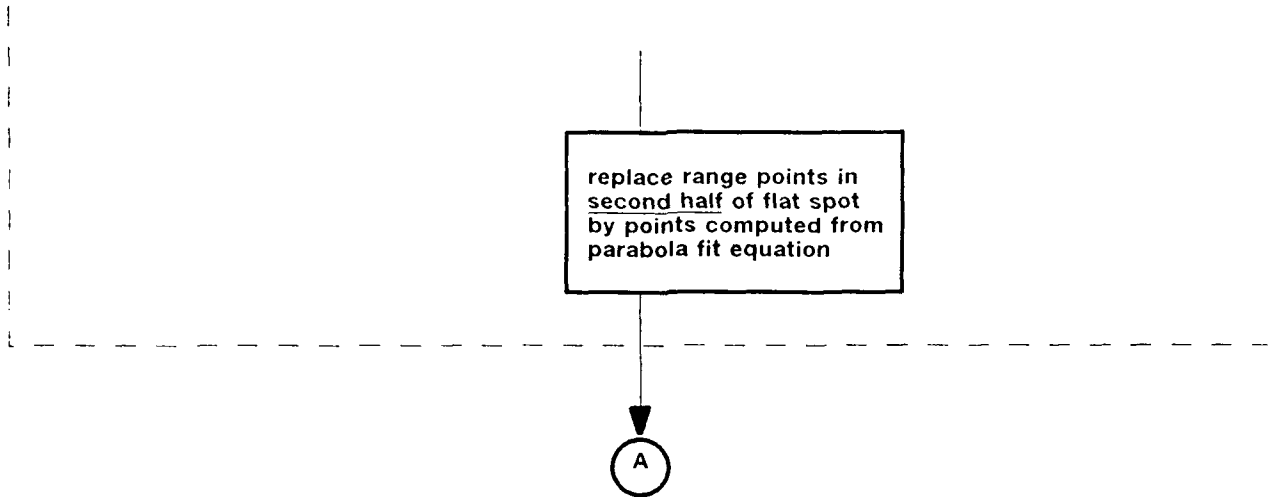 replace range points in
second half of flat spot
by points computed from
parabola fit equation
A